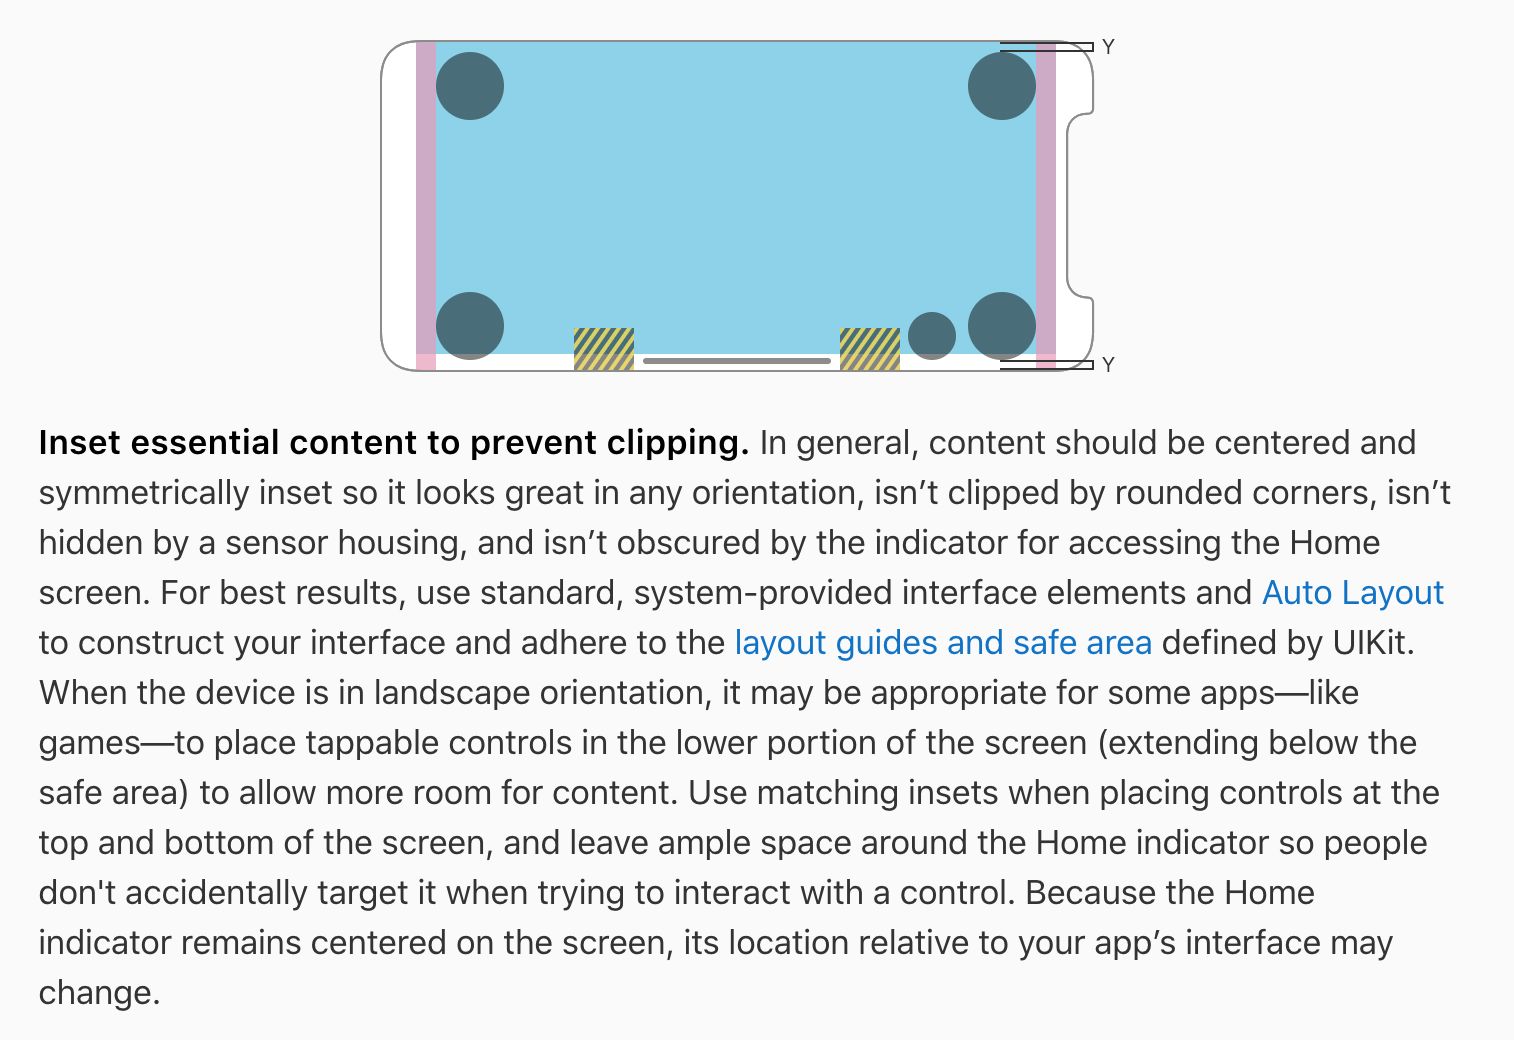 Y
Y
Inset essential content to prevent clipping. In general, content should be centered and
symmetrically inset so it looks great in any orientation, isn’t clipped by rounded corners, isn’t
hidden by a sensor housing, and isn’t obscured by the indicator for accessing the Home
screen. For best results, use standard, system-provided interface elements and Auto Layout
to construct your interface and adhere to the layout guides and safe area defined by UIKit.
When the device is in landscape orientation, it may be appropriate for some apps—like
games—to place tappable controls in the lower portion of the screen (extending below the
safe area) to allow more room for content. Use matching insets when placing controls at the
top and bottom of the screen, and leave ample space around the Home indicator so people
don't accidentally target it when trying to interact with a control. Because the Home
indicator remains centered on the screen, its location relative to your app’s interface may
change.